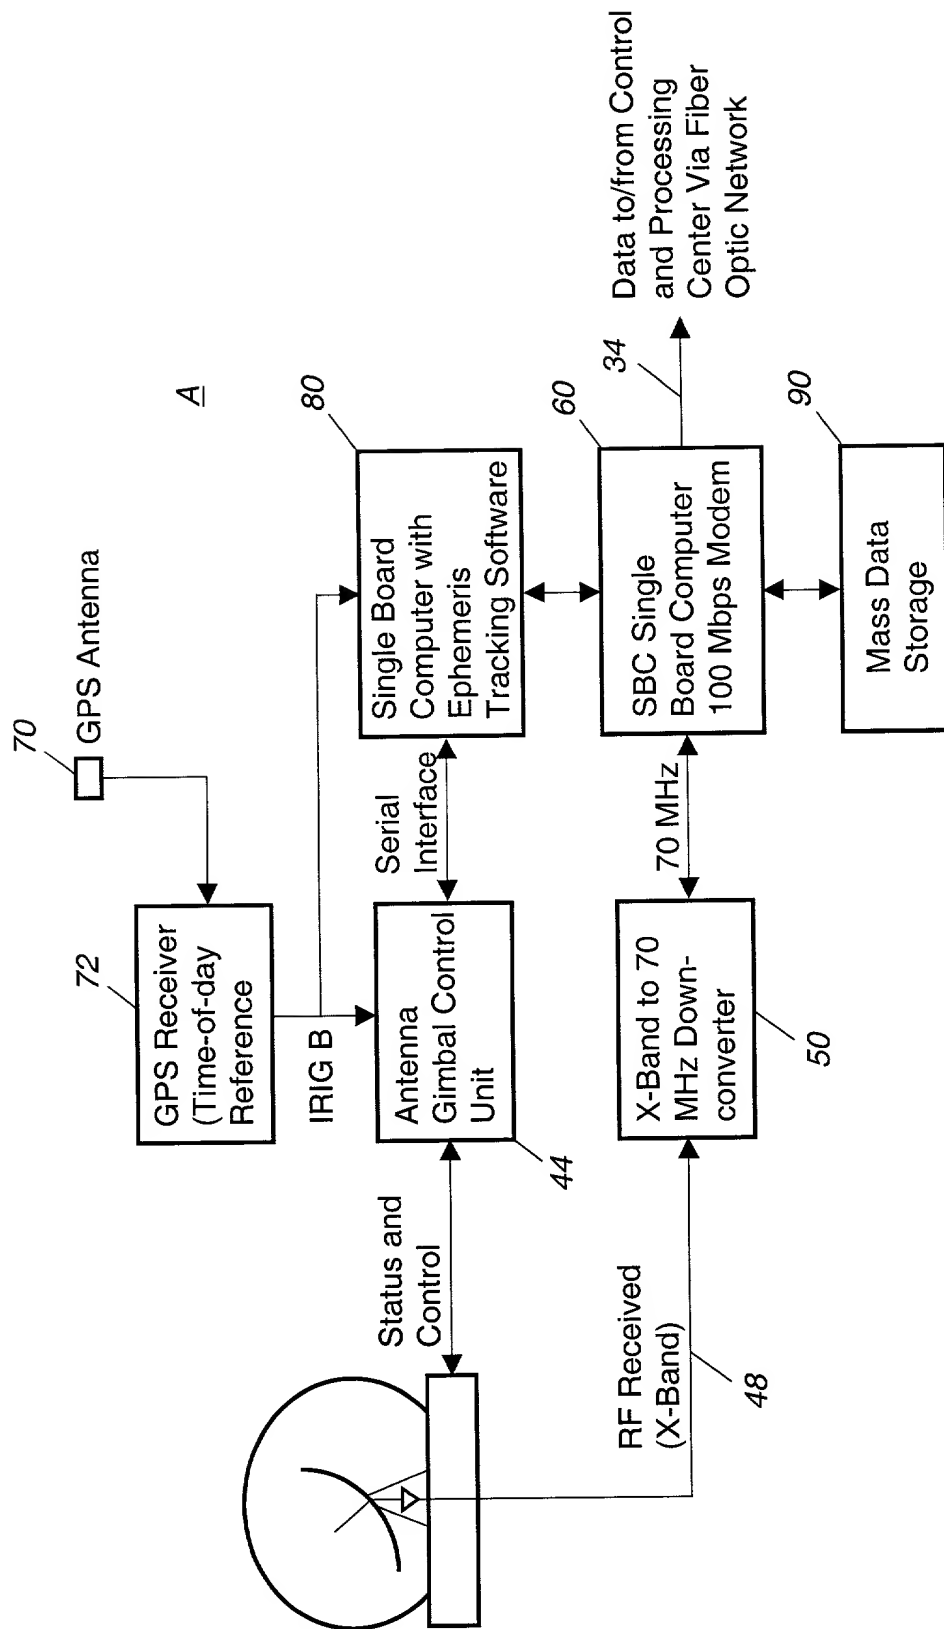 70
GPS Antenna
A
72
GPS Receiver
(Time-of-day
Reference
IRIG B
80
Single Board
Computer with
Ephemeris
Tracking Software
Serial
Interface
Antenna
Gimbal Control
Unit
44
Status and
Control
60
SBC Single
Board Computer
100 Mbps Modem
34
Data to/from Control
and Processing
Center Via Fiber
Optic Network
70 MHz
X-Band to 70
MHz Down-
converter
50
RF Received
(X-Band)
48
90
Mass Data
Storage